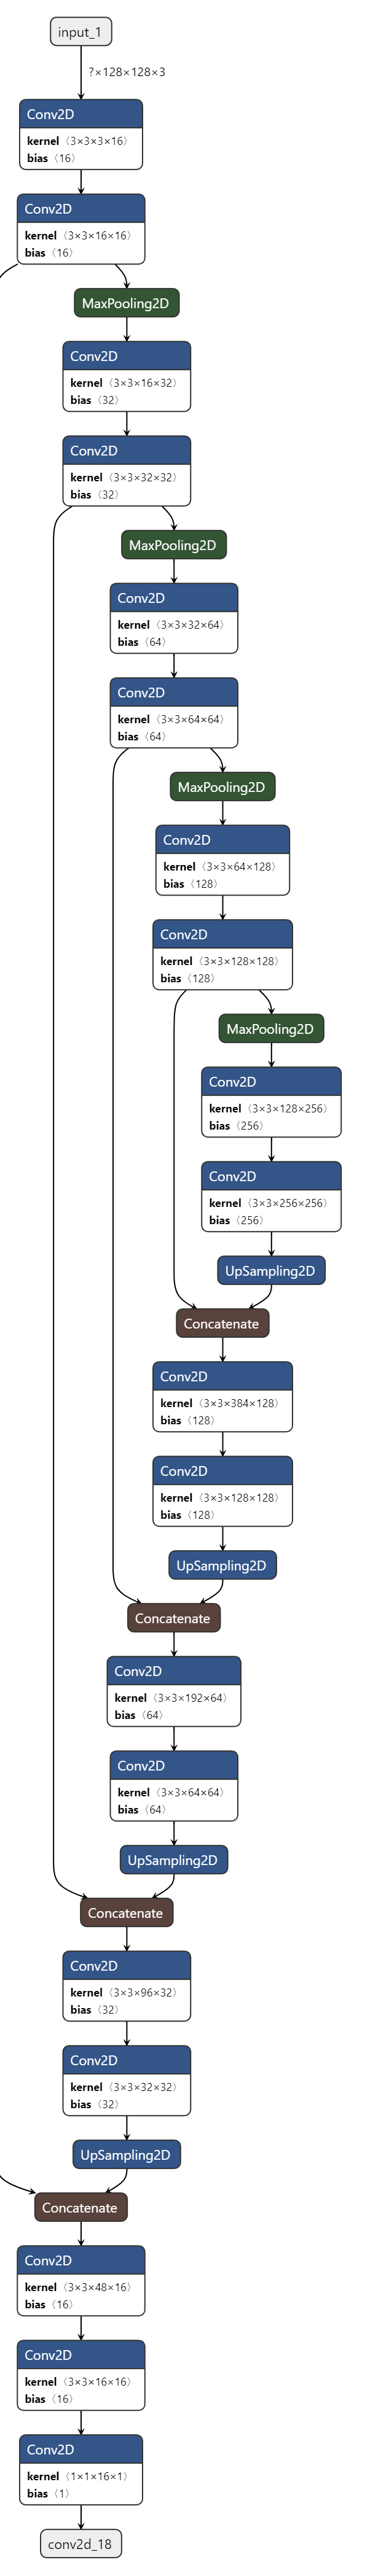 input_1
?×128×128×3
Conv2D
kernel 〈3×3×3×16〉
bias 〈16〉
Conv2D
kernel 〈3×3×16×16〉
bias 〈16〉
MaxPooling2D
Conv2D
kernel 〈3×3×16×32〉
bias 〈32〉
Conv2D
kernel 〈3×3×32×32〉
bias 〈32〉
MaxPooling2D
Conv2D
kernel 〈3×3×32×64〉
bias 〈64〉
Conv2D
kernel 〈3×3×64×64〉
bias 〈64〉
MaxPooling2D
Conv2D
kernel 〈3×3×64×128〉
bias 〈128〉
Conv2D
kernel 〈3×3×128×128〉
bias 〈128〉
MaxPooling2D
Conv2D
kernel 〈3×3×128×256〉
bias 〈256〉
Conv2D
kernel 〈3×3×256×256〉
bias 〈256〉
UpSampling2D
Concatenate
Conv2D
kernel 〈3×3×384×128〉
bias 〈128〉
Conv2D
kernel 〈3×3×128×128〉
bias 〈128〉
UpSampling2D
Concatenate
Conv2D
kernel 〈3×3×192×64〉
bias 〈64〉
Conv2D
kernel 〈3×3×64×64〉
bias 〈64〉
UpSampling2D
Concatenate
Conv2D
kernel 〈3×3×96×32〉
bias 〈32〉
Conv2D
kernel 〈3×3×32×32〉
bias 〈32〉
UpSampling2D
Concatenate
Conv2D
kernel 〈3×3×48×16〉
bias 〈16〉
Conv2D
kernel 〈3×3×16×16〉
bias 〈16〉
Conv2D
kernel 〈1×1×16×1〉
bias 〈1〉
conv2d_18